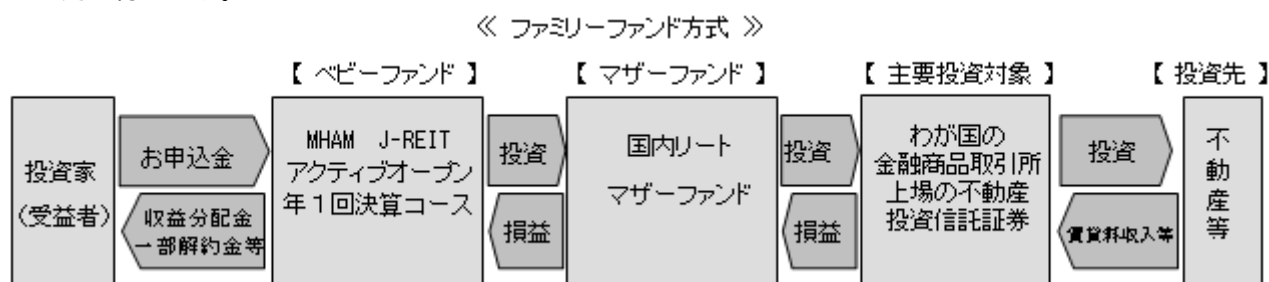 ≪ ファミリーファンド方式 ≫
【 ベビーファンド 】
【 マザーファンド 】
【 主要投資対象 】
【 投資先 】
投資家
(受益者)
お申込金
収益分配金
一部解約金等
MHAM J-REIT
アクティブオープン
年1回決算コース
投資
損益
国内リート
マザーファンド
投資
損益
わが国の
金融商品取引所
上場の不動産
投資信託証券
投資
賃貸料収入等
不動産等